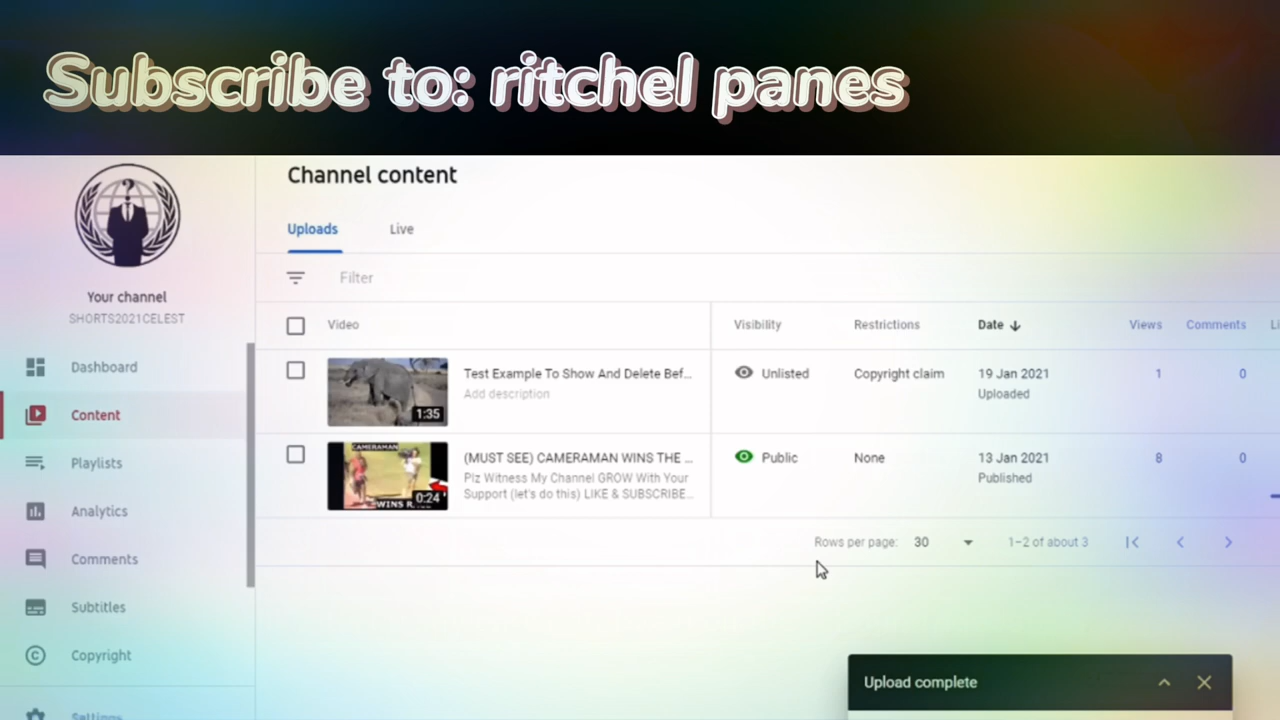 Subscribe to: ritchel panes
Channel content
Uploads
Live
Filter
Your channel
SHORTS2021CELEST
Video
Visibility
Restrictions
Date
Views
Comments
Dashboard
Content
Playlists
Analytics
Comments
Subtitles
Copyright
Settings
1:35
Test Example To Show And Delete Bef...
Add description
Unlisted
Copyright claim
19 Jan 2021
Uploaded
1
0
CAMERAMAN
0:24
(MUST SEE) CAMERAMAN WINS THE ...
Plz Witness My Channel GROW With Your
Support (let's do this) LIKE & SUBSCRIBE...
Public
None
13 Jan 2021
Published
8
0
Rows per page: 30
1–2 of about 3
Upload complete